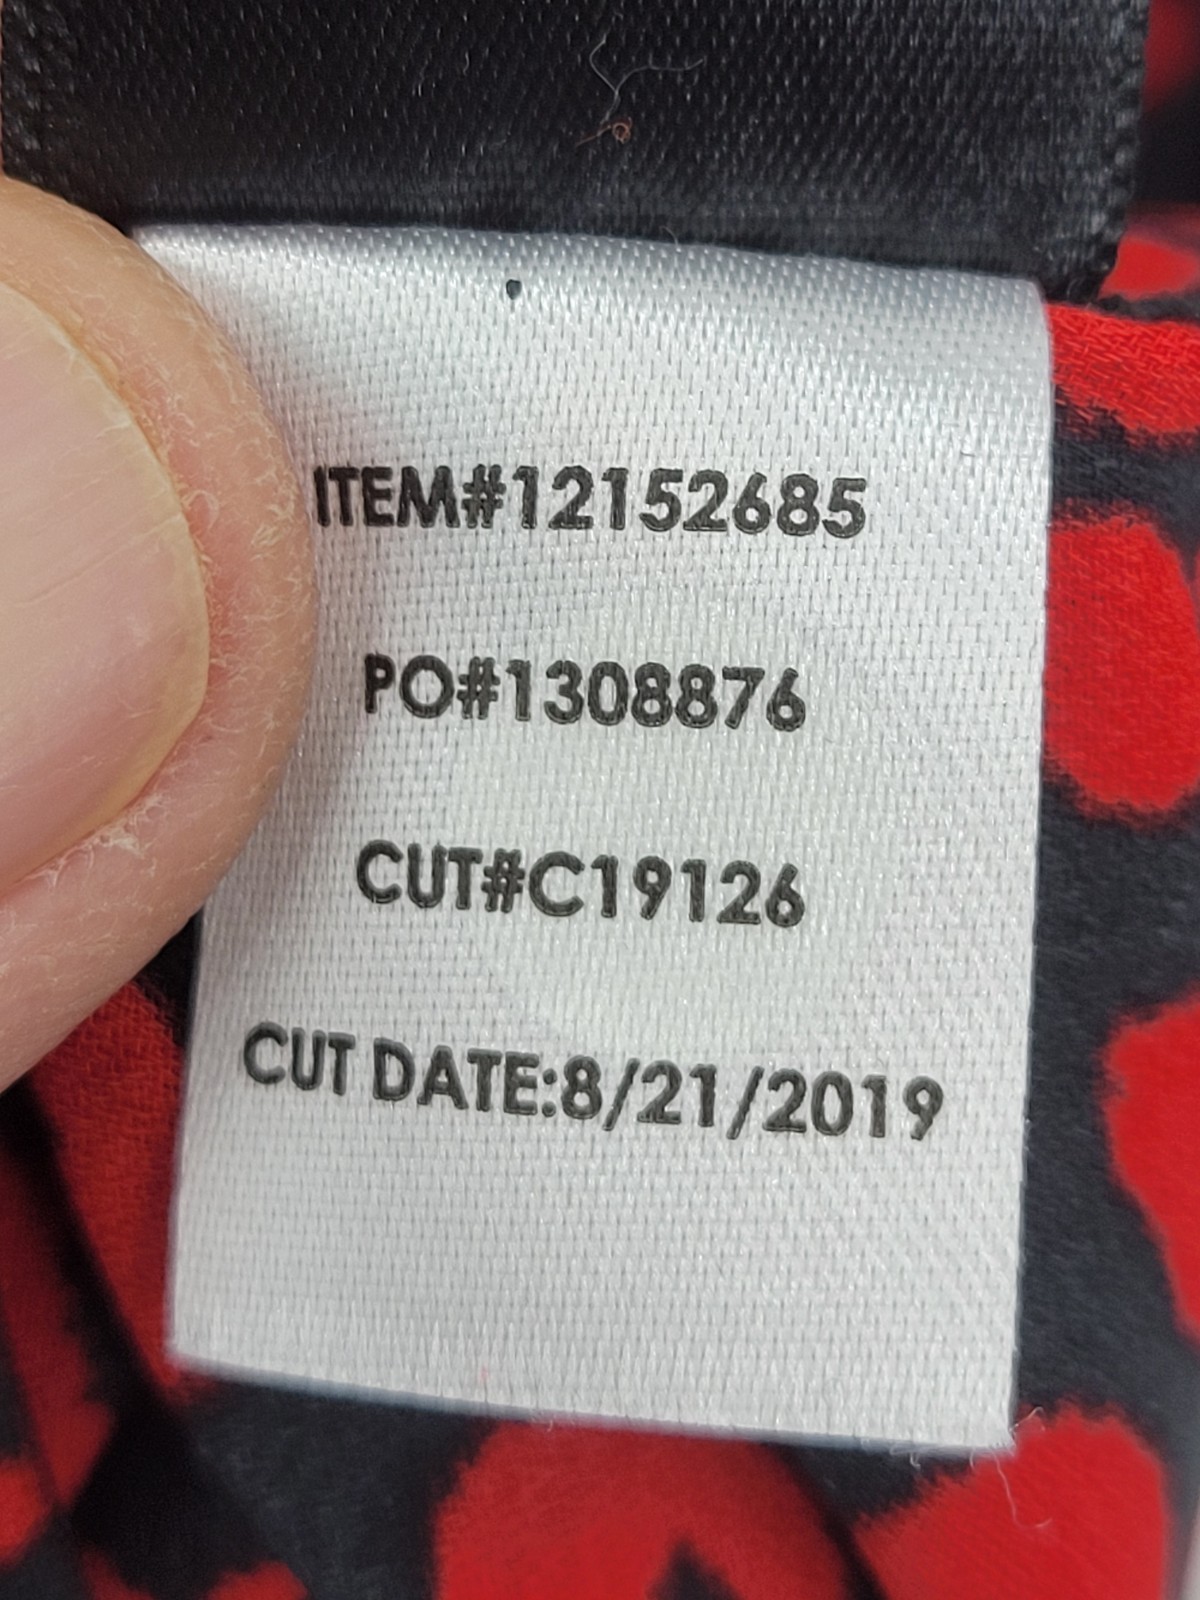 ITEM#12152685
PO#1308876
CUT#C19126
CUT DATE:8/21/2019